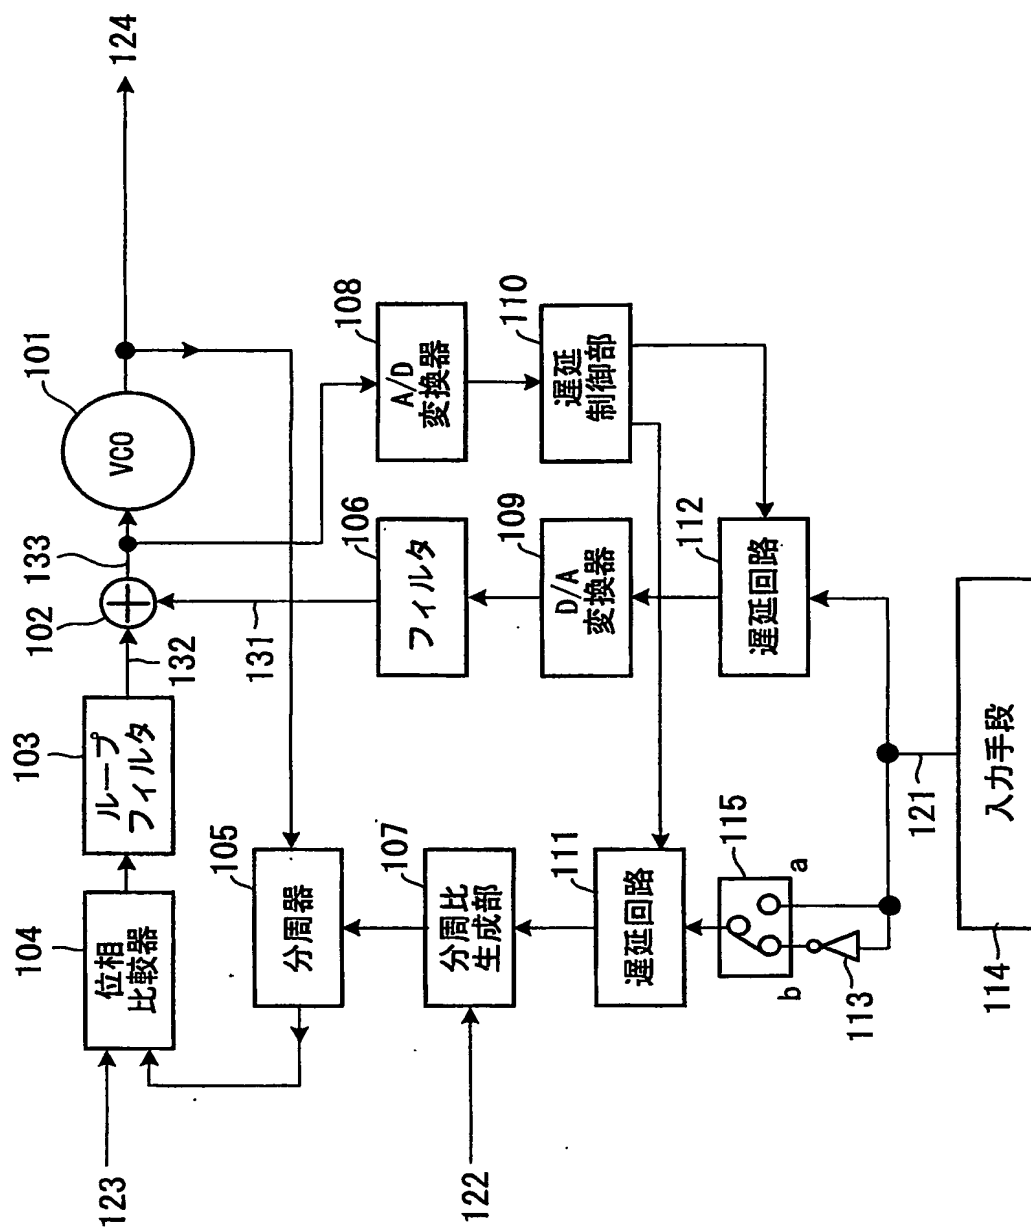 123
104
位相
比較器
103
ループ
フィルタ
132
102
133
101
VCO
124
131
105
分周器
106
フィルタ
108
A/D
変換器
122
107
分周比
生成部
109
D/A
変換器
110
遅延
制御部
111
遅延回路
112
遅延回路
115
a
b
113
121
114
入力手段